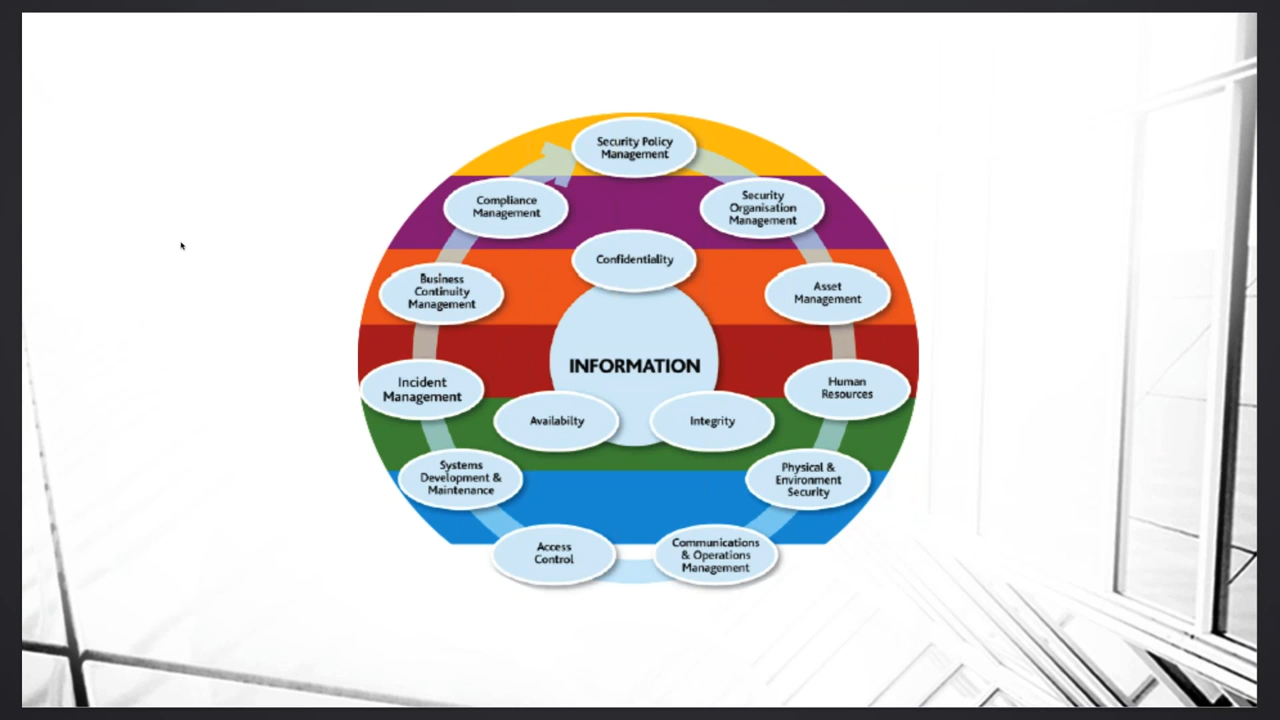 Security Policy
Management
Compliance
Management
Security
Organisation
Management
Confidentiality
Business
Continuity
Management
Asset
Management
INFORMATION
Incident
Management
Human
Resources
Availabilty
Integrity
Systems
Development &
Maintenance
Physical &
Environment
Security
Access
Control
Communications
& Operations
Management